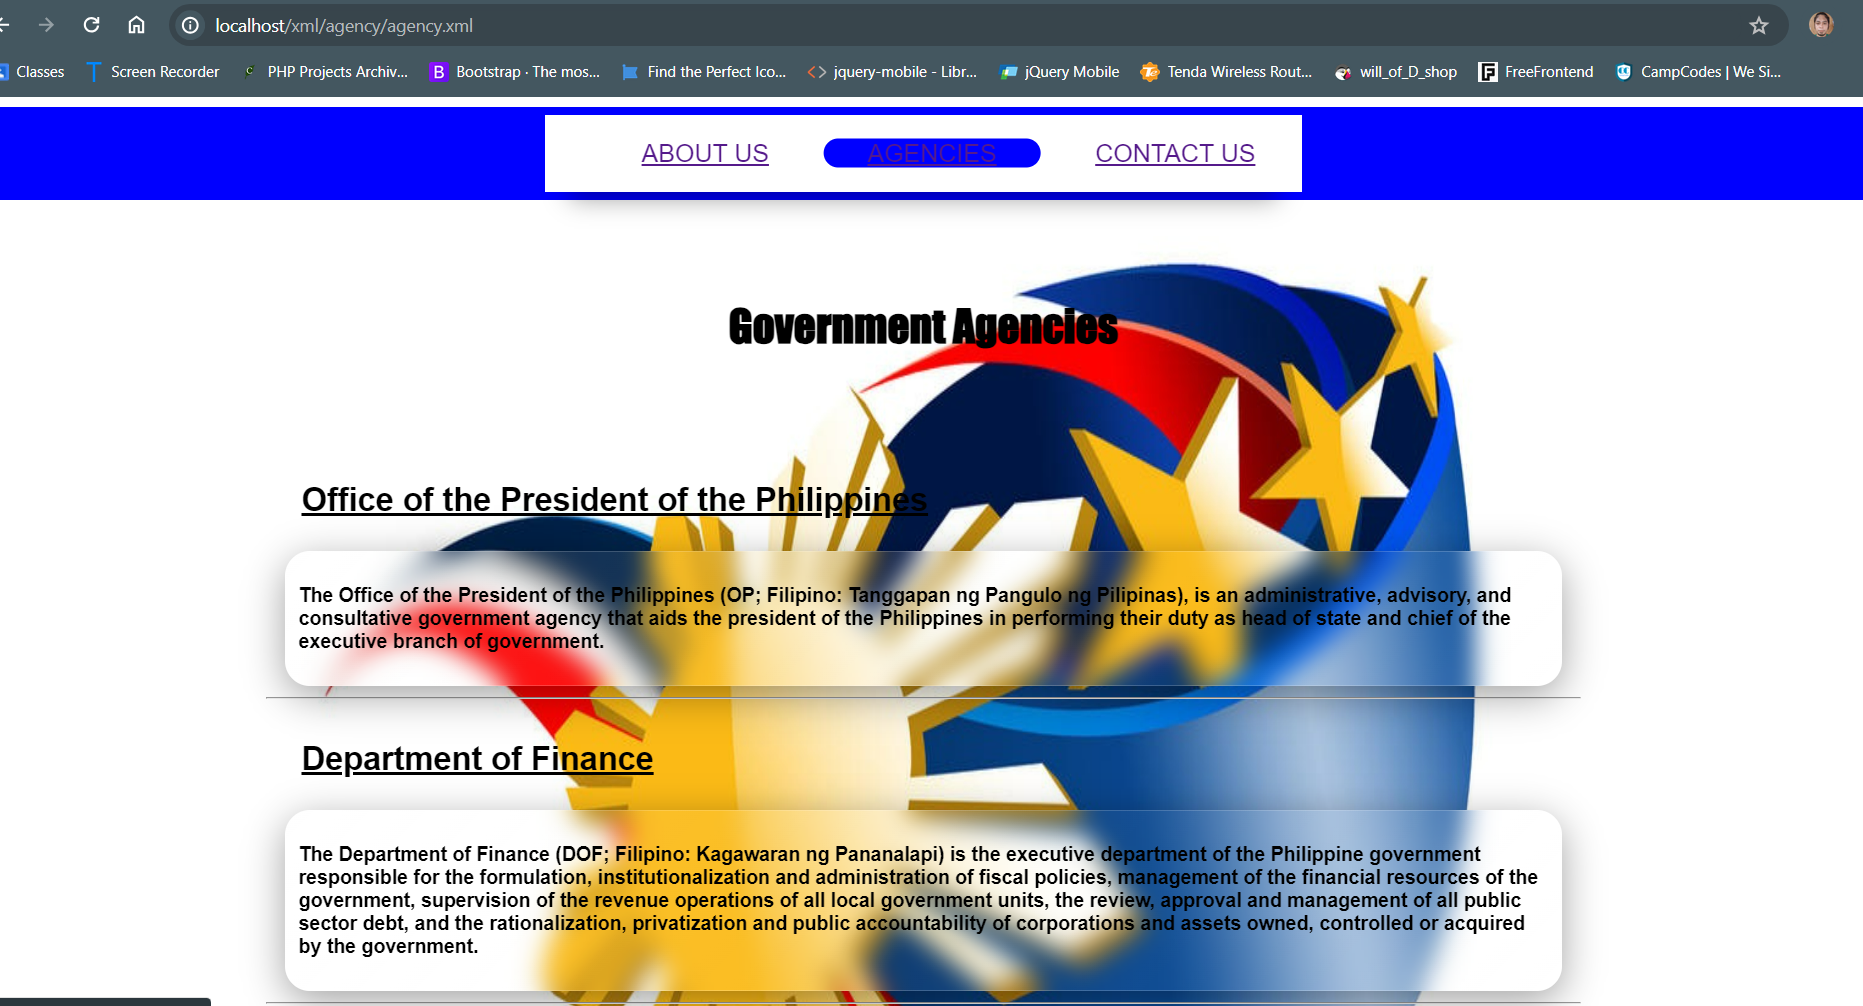 localhost/xml/agency/agency.xml
Classes Screen Recorder PHP Projects Archiv... Bootstrap · The mos... Find the Perfect Ico... jquery-mobile - Libr... jQuery Mobile Tenda Wireless Rout... will_of_D_shop FreeFrontend CampCodes | We Si...
ABOUT US AGENCIES CONTACT US
Government Agencies
Office of the President of the Philippines
The Office of the President of the Philippines (OP; Filipino: Tanggapan ng Pangulo ng Pilipinas), is an administrative, advisory, and
consultative government agency that aids the president of the Philippines in performing their duty as head of state and chief of the
executive branch of government.
Department of Finance
The Department of Finance (DOF; Filipino: Kagawaran ng Pananalapi) is the executive department of the Philippine government
responsible for the formulation, institutionalization and administration of fiscal policies, management of the financial resources of the
government, supervision of the revenue operations of all local government units, the review, approval and management of all public
sector debt, and the rationalization, privatization and public accountability of corporations and assets owned, controlled or acquired
by the government.